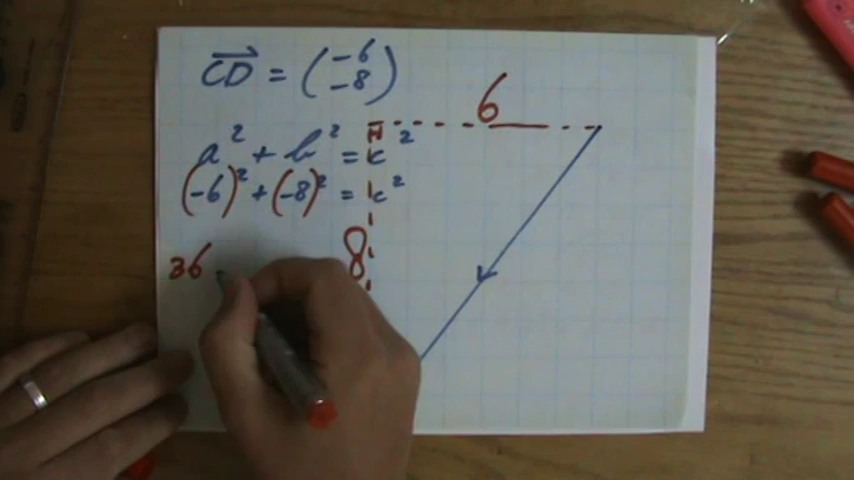 CD = (-6
-8)
6
a² + b² = c²
(-6)² + (-8)² = c²
36
8